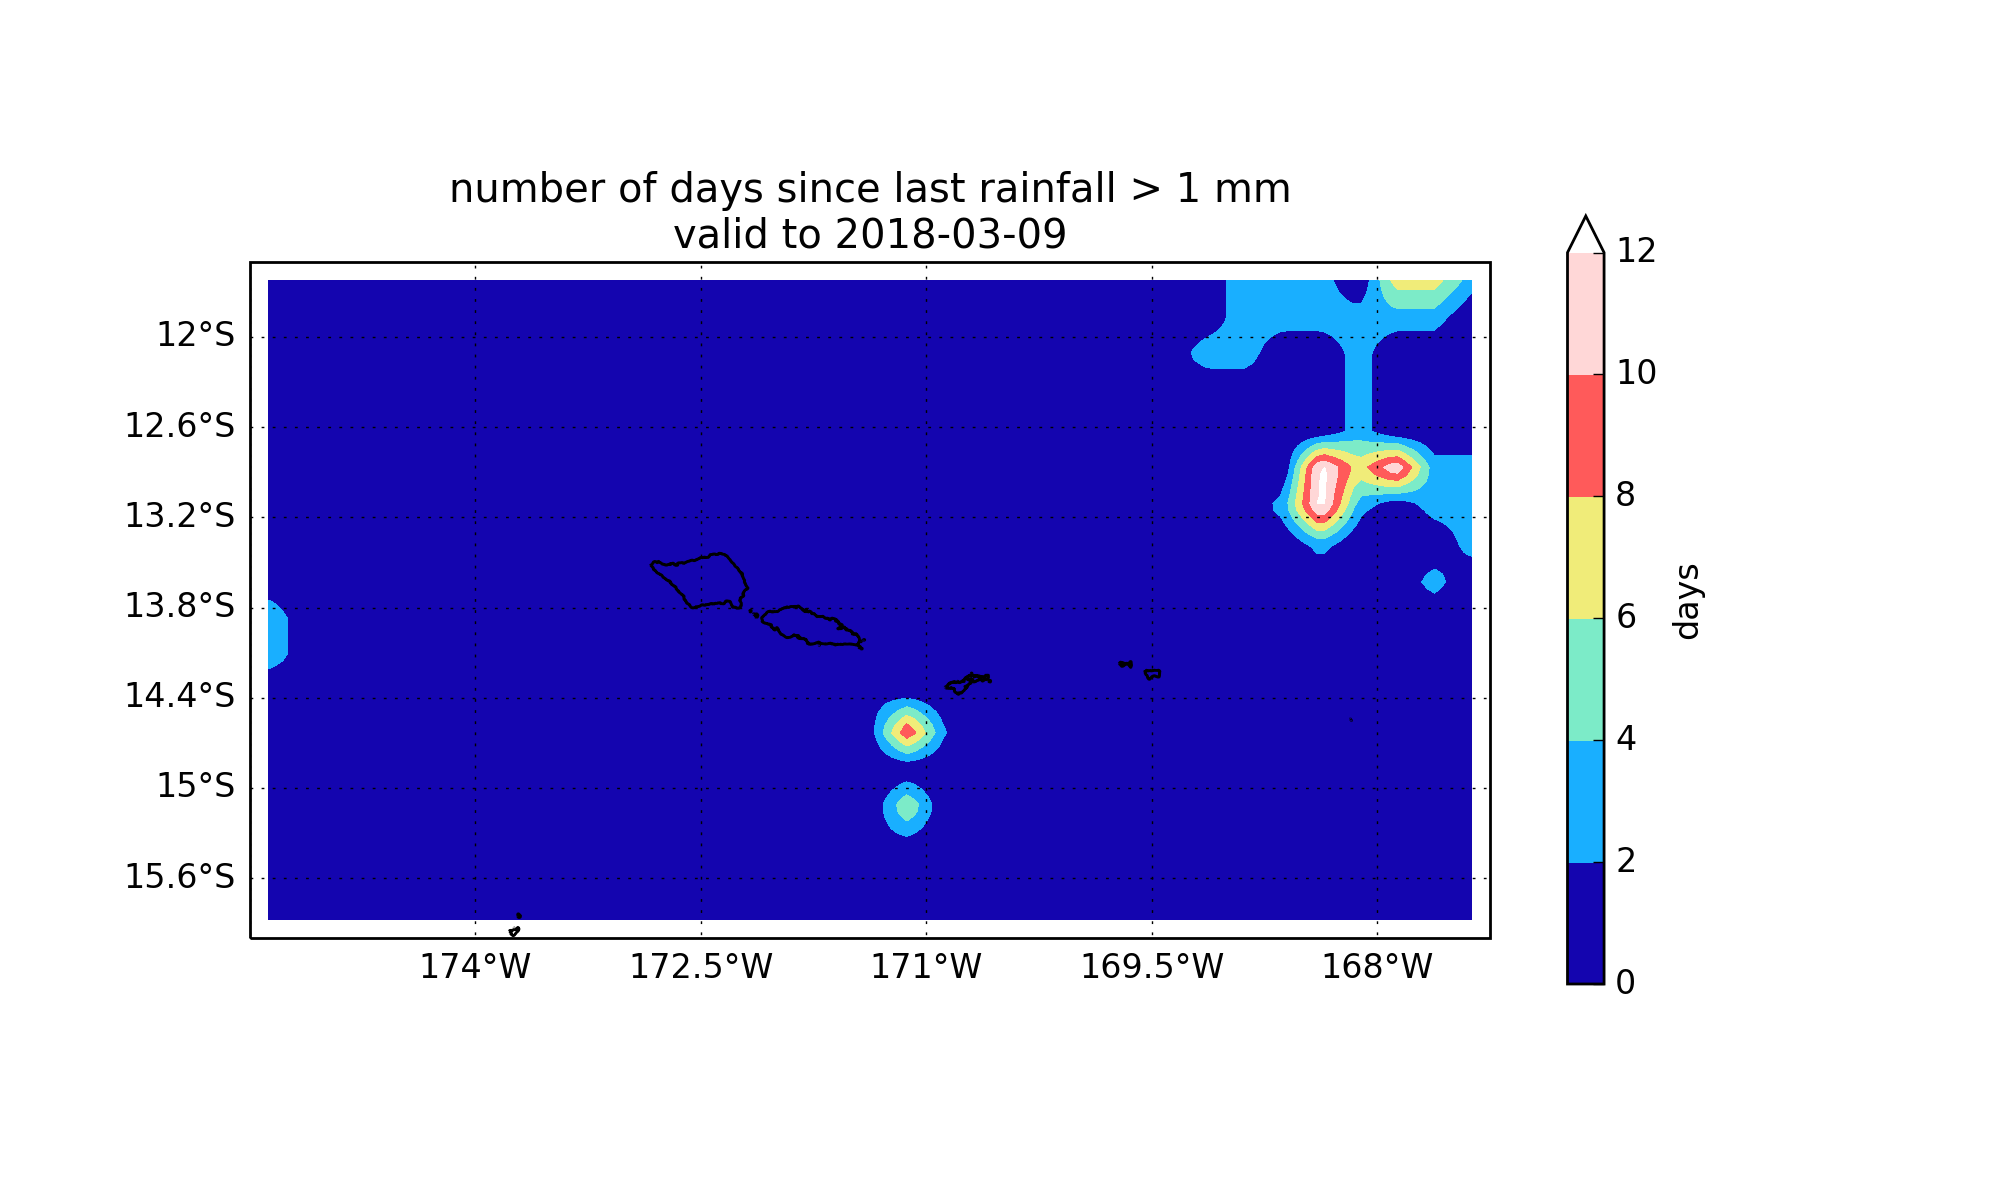 number of days since last rainfall > 1 mm
valid to 2018-03-09
12°S
12.6°S
13.2°S
13.8°S
14.4°S
15°S
15.6°S
174°W
172.5°W
171°W
169.5°W
168°W
12
10
8
6
4
2
0
days